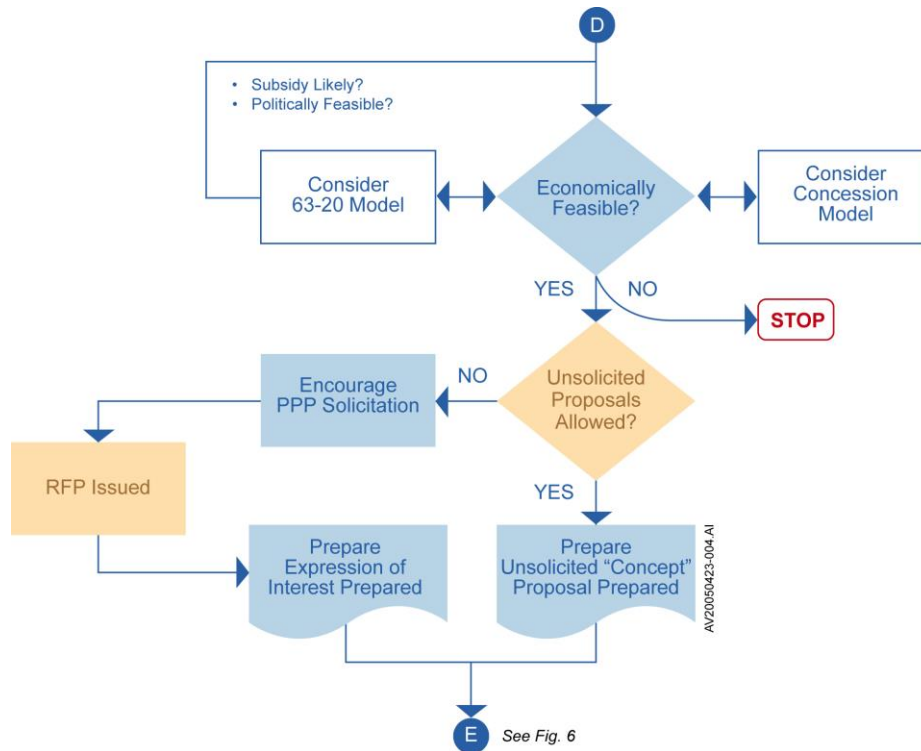 D
• Subsidy Likely?
• Politically Feasible?
Consider
63-20 Model
Economically
Feasible?
Consider
Concession
Model
YES
NO
STOP
Encourage
PPP Solicitation
NO
Unsolicited
Proposals
Allowed?
RFP Issued
YES
Prepare
Expression of
Interest Prepared
Prepare
Unsolicited “Concept”
Proposal Prepared
AV20050423-004.AI
E
See Fig. 6